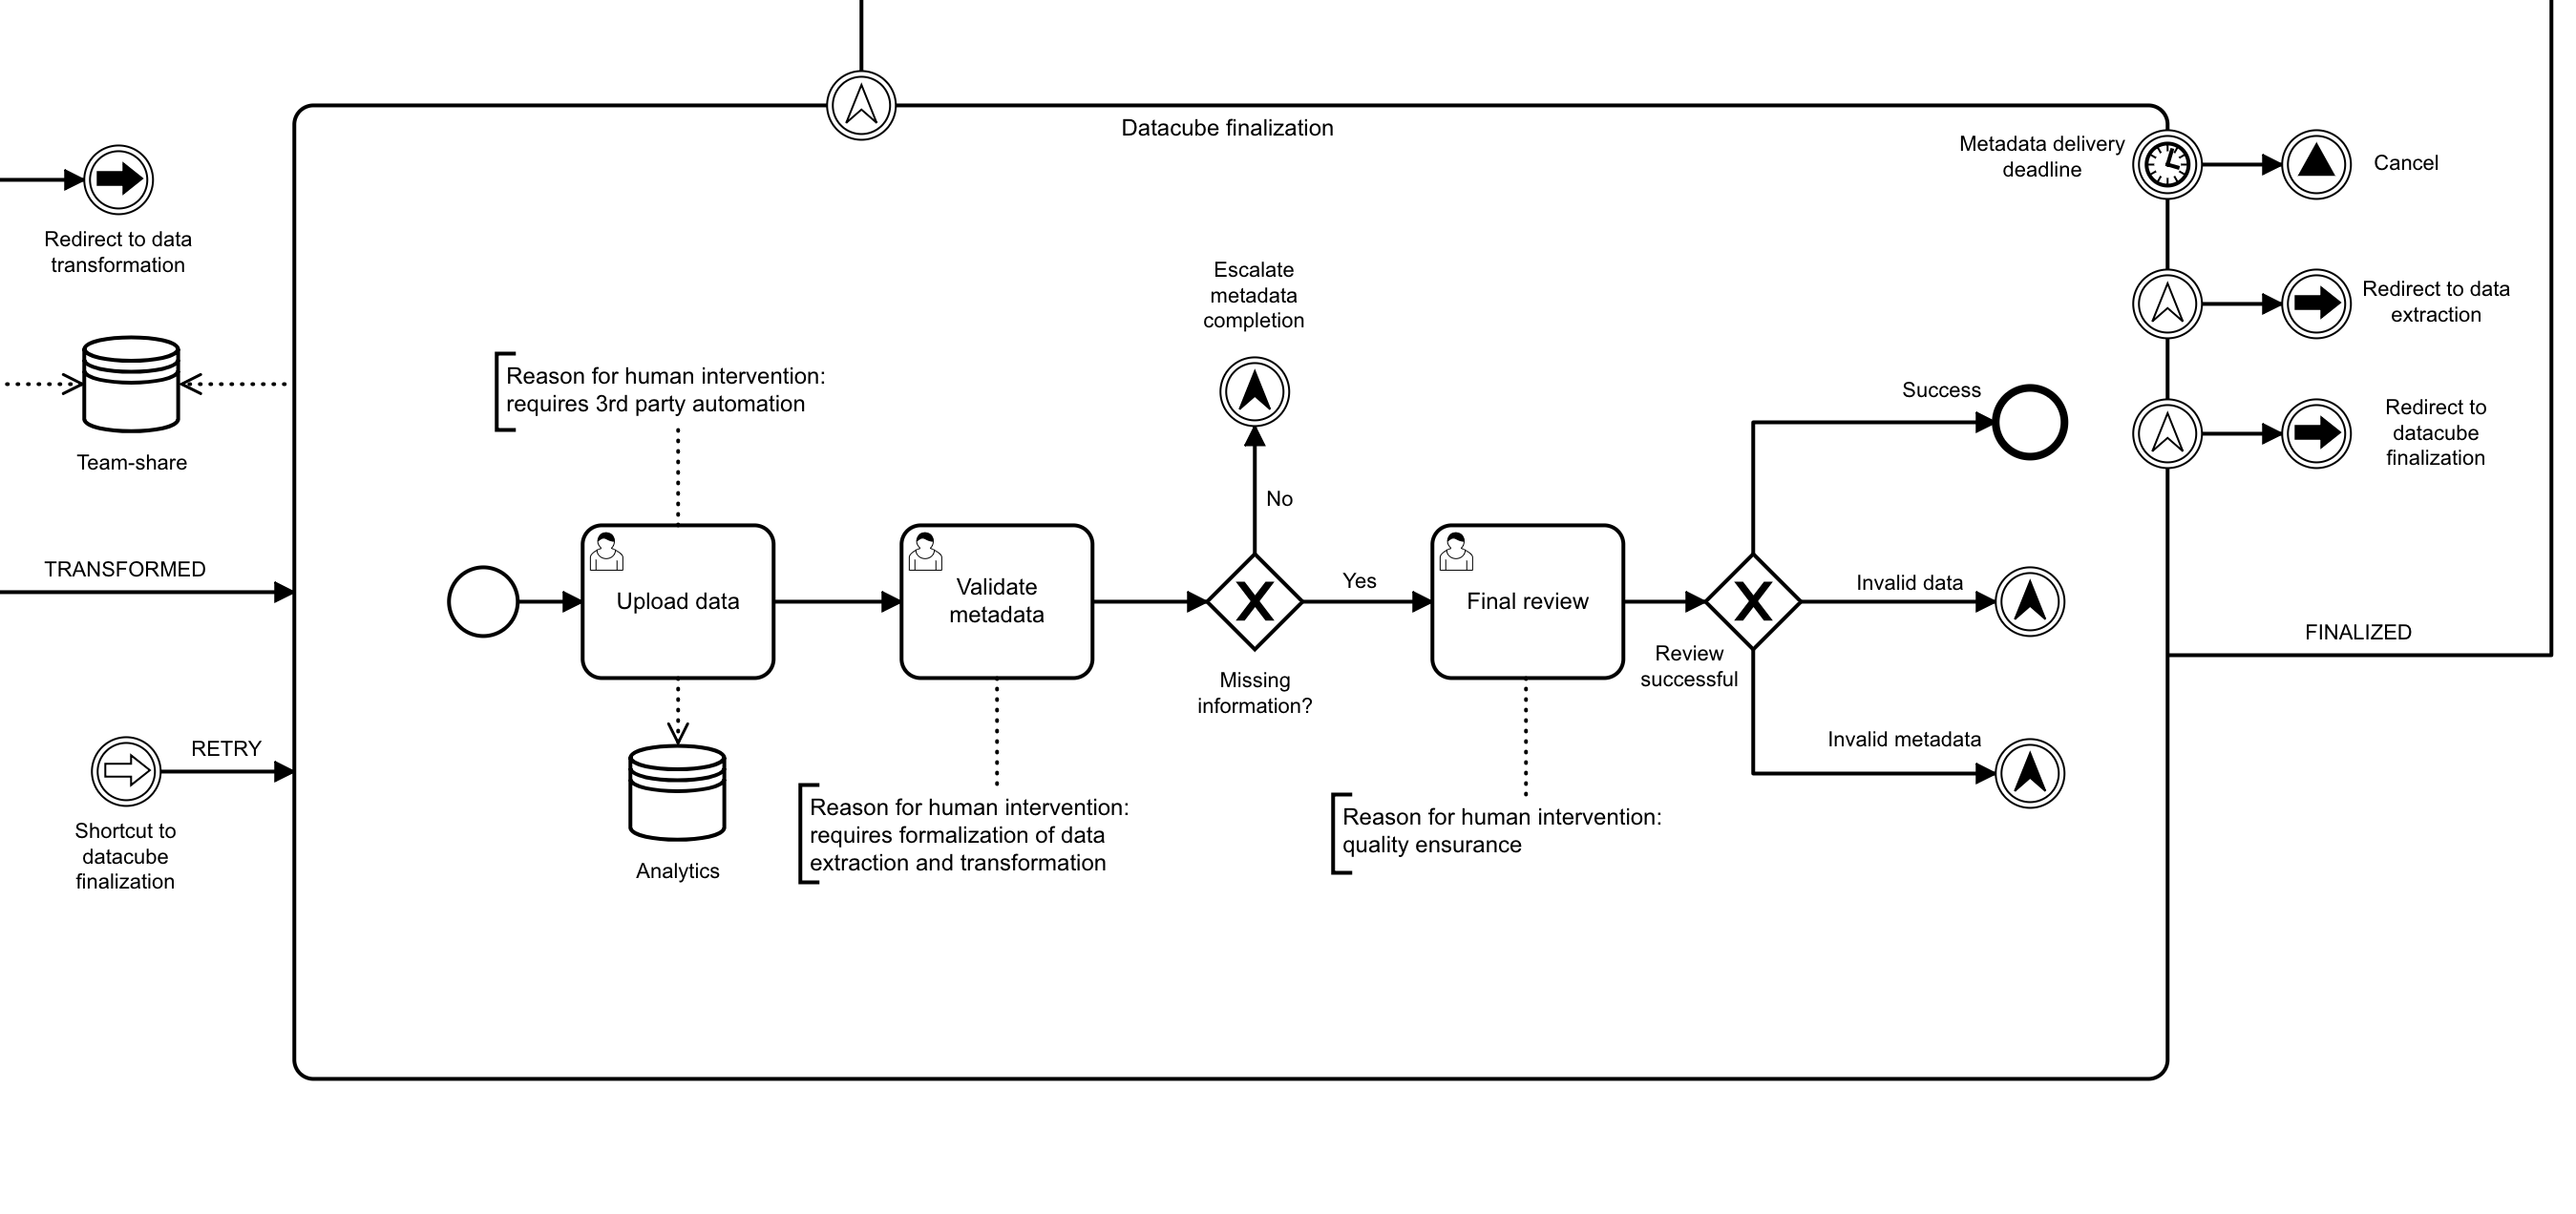 Datacube finalization
Metadata delivery
deadline
Cancel
Redirect to data
transformation
Redirect to data
extraction
Escalate
metadata
completion
Reason for human intervention:
requires 3rd party automation
Success
Redirect to
datacube
finalization
Team-share
No
TRANSFORMED
Upload data
Validate
metadata
Yes
Final review
Invalid data
FINALIZED
Missing
information?
Review
successful
RETRY
Invalid metadata
Shortcut to
datacube
finalization
Analytics
Reason for human intervention:
requires formalization of data
extraction and transformation
Reason for human intervention:
quality ensurance